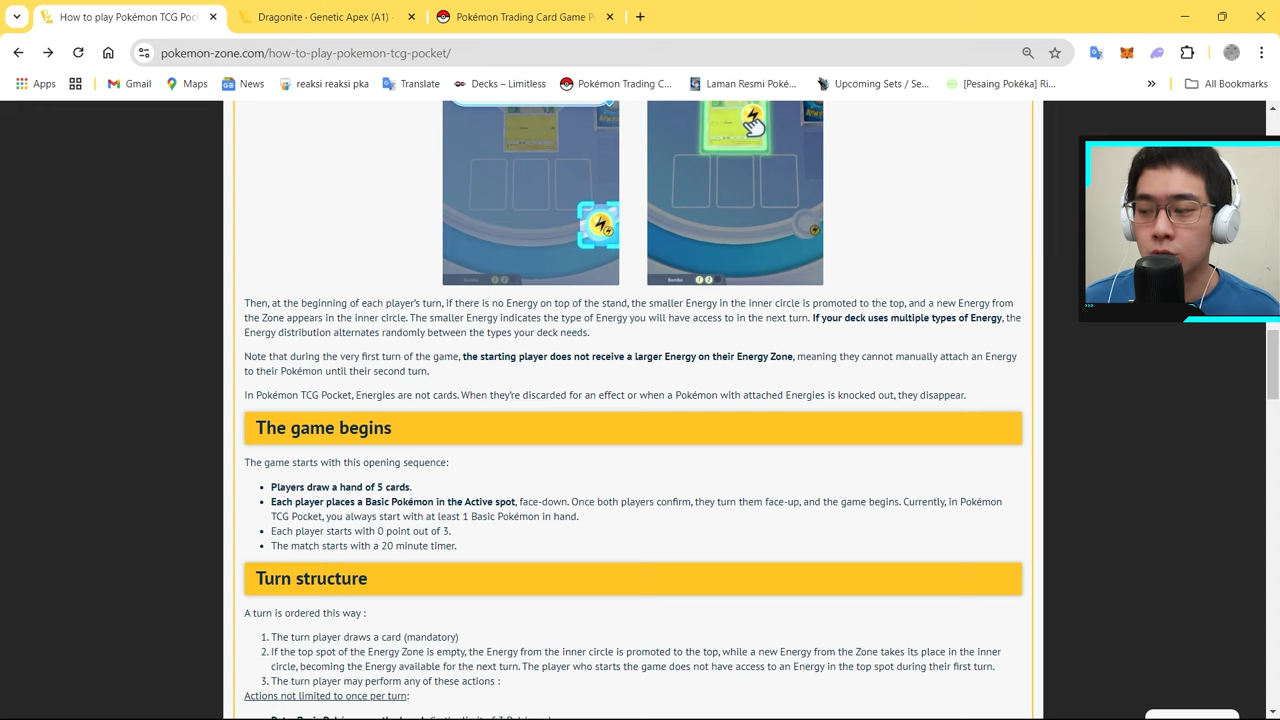 How to play Pokémon TCG Poc
Dragonite · Genetic Apex (A1) ·
Pokémon Trading Card Game P
pokemon-zone.com/how-to-play-pokemon-tcg-pocket/
Apps
Gmail
Maps
News
reaksi reaksi pka
Translate
Decks – Limitless
Pokémon Trading C...
Laman Resmi Poké...
Upcoming Sets / Se...
[Pesaing Pokéka] Ri...
All Bookmarks
Then, at the beginning of each player's turn, if there is no Energy on top of the stand, the smaller Energy in the inner circle is promoted to the top, and a new Energy from
the Zone appears in the inner circle. The smaller Energy indicates the type of Energy you will have access to in the next turn. If your deck uses multiple types of Energy, the
Energy distribution alternates randomly between the types your deck needs.
Note that during the very first turn of the game, the starting player does not receive a larger Energy on their Energy Zone, meaning they cannot manually attach an Energy
to their Pokémon until their second turn.
In Pokémon TCG Pocket, Energies are not cards. When they're discarded for an effect or when a Pokémon with attached Energies is knocked out, they disappear.
The game begins
The game starts with this opening sequence:
• Players draw a hand of 5 cards.
• Each player places a Basic Pokémon in the Active spot, face-down. Once both players confirm, they turn them face-up, and the game begins. Currently, in Pokémon
TCG Pocket, you always start with at least 1 Basic Pokémon in hand.
• Each player starts with 0 point out of 3.
• The match starts with a 20 minute timer.
Turn structure
A turn is ordered this way :
1. The turn player draws a card (mandatory)
2. If the top spot of the Energy Zone is empty, the Energy from the inner circle is promoted to the top, while a new Energy from the Zone takes its place in the inner
circle, becoming the Energy available for the next turn. The player who starts the game does not have access to an Energy in the top spot during their first turn.
3. The turn player may perform any of these actions :
Actions not limited to once per turn: